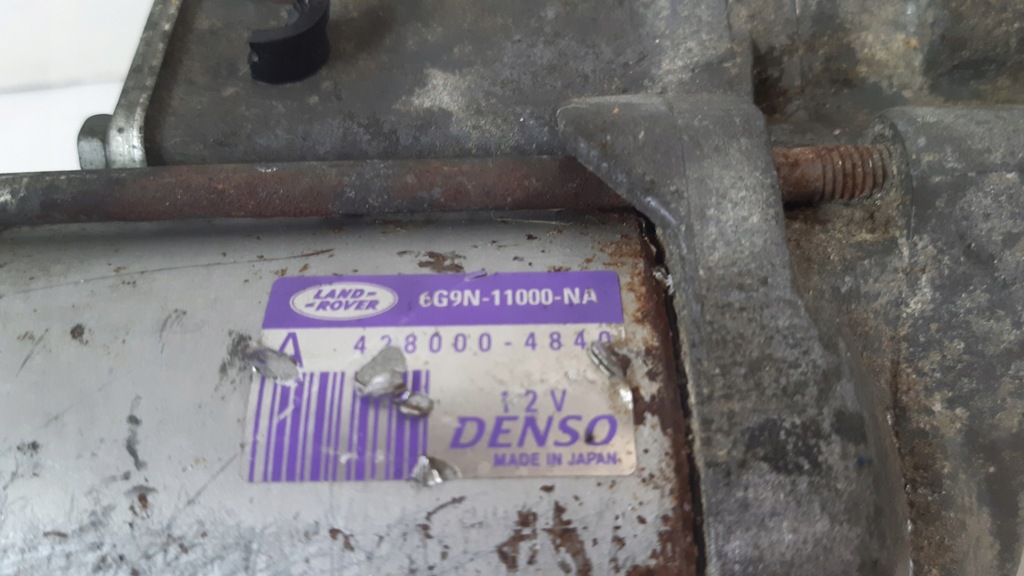 LAND-
-ROVER
6G9N-11000-NA
A 428000-4840
12V
DENSO
MADE IN JAPAN